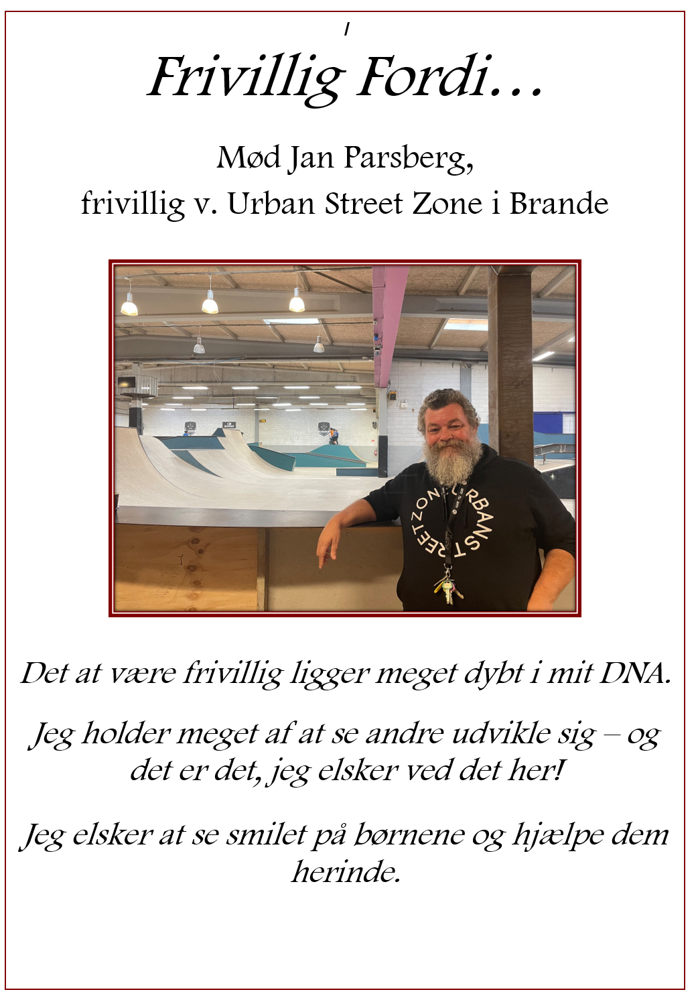 I
Frivillig Fordi…
Mød Jan Parsberg,
frivillig v. Urban Street Zone i Brande
URBAN STREETZONE
Det at være frivillig ligger meget dybt i mit DNA.
Jeg holder meget af at se andre udvikle sig – og
det er det, jeg elsker ved det her!
Jeg elsker at se smilet på børnene og hjælpe dem
herinde.